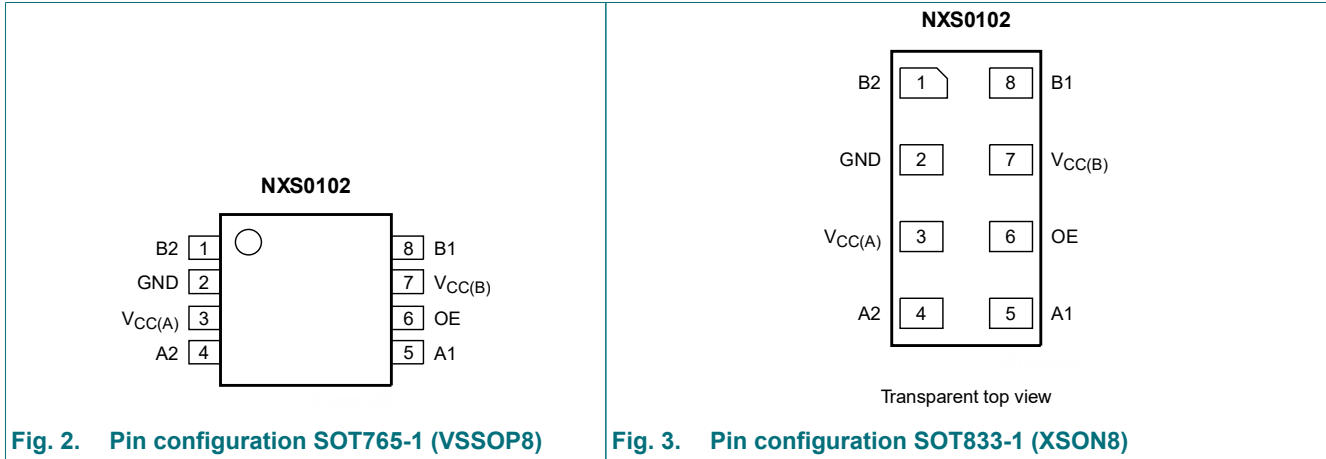 NXS0102
B2 1 8 B1
GND 2 7 VCC(B)
VCC(A) 3 6 OE
A2 4 5 A1
Fig. 2. Pin configuration SOT765-1 (VSSOP8)
NXS0102
B2 1 8 B1
GND 2 7 VCC(B)
VCC(A) 3 6 OE
A2 4 5 A1
Transparent top view
Fig. 3. Pin configuration SOT833-1 (XSON8)